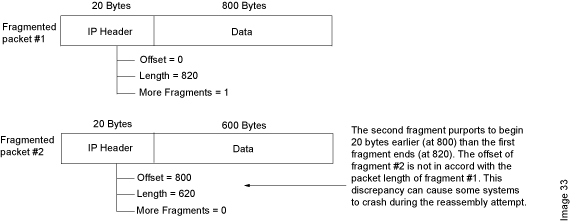 20 Bytes 800 Bytes
Fragmented
packet #1
IP Header Data
Offset = 0
Length = 820
More Fragments = 1
20 Bytes 600 Bytes
Fragmented
packet #2
IP Header Data
Offset = 800
Length = 620
More Fragments = 0
The second fragment purports to begin
20 bytes earlier (at 800) than the first
fragment ends (at 820). The offset of
fragment #2 is not in accord with the
packet length of fragment #1. This
discrepancy can cause some systems
to crash during the reassembly attempt.
Image 33